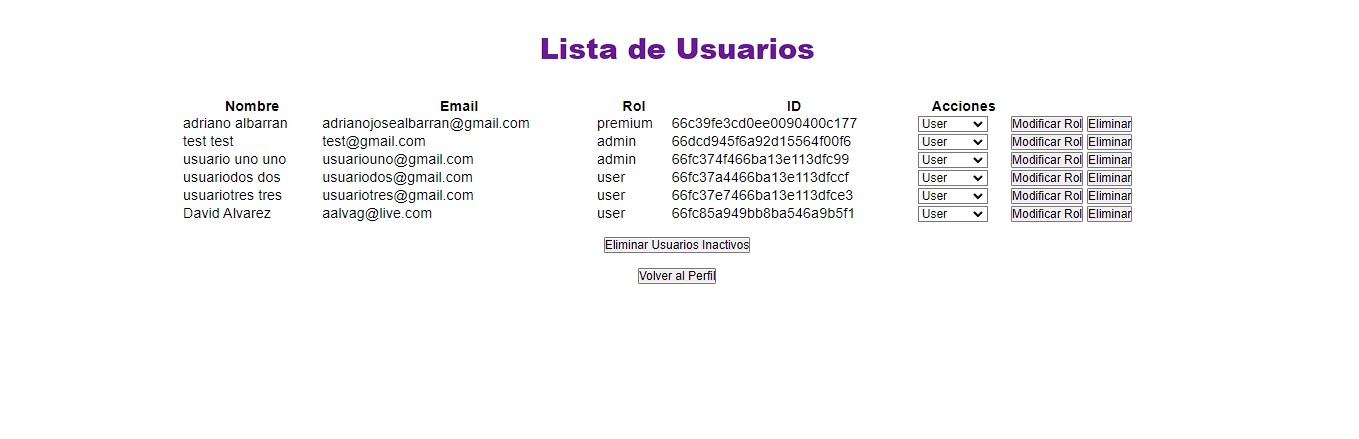 Lista de Usuarios
Nombre Email Rol ID Acciones
adriano albarran adrianojosealbarran@gmail.com premium 66c39fe3cd0ee0090400c177 User Modificar Rol Eliminar
test test test@gmail.com admin 66dcd945f6a92d15564f00f6 User Modificar Rol Eliminar
usuario uno uno usuariouno@gmail.com admin 66fc374f466ba13e113dfc99 User Modificar Rol Eliminar
usuariodos dos usuariodos@gmail.com user 66fc37a4466ba13e113dfccf User Modificar Rol Eliminar
usuariotres tres usuariotres@gmail.com user 66fc37e7466ba13e113dfce3 User Modificar Rol Eliminar
David Alvarez aalvag@live.com user 66fc85a949bb8ba546a9b5f1 User Modificar Rol Eliminar
Eliminar Usuarios Inactivos
Volver al Perfil